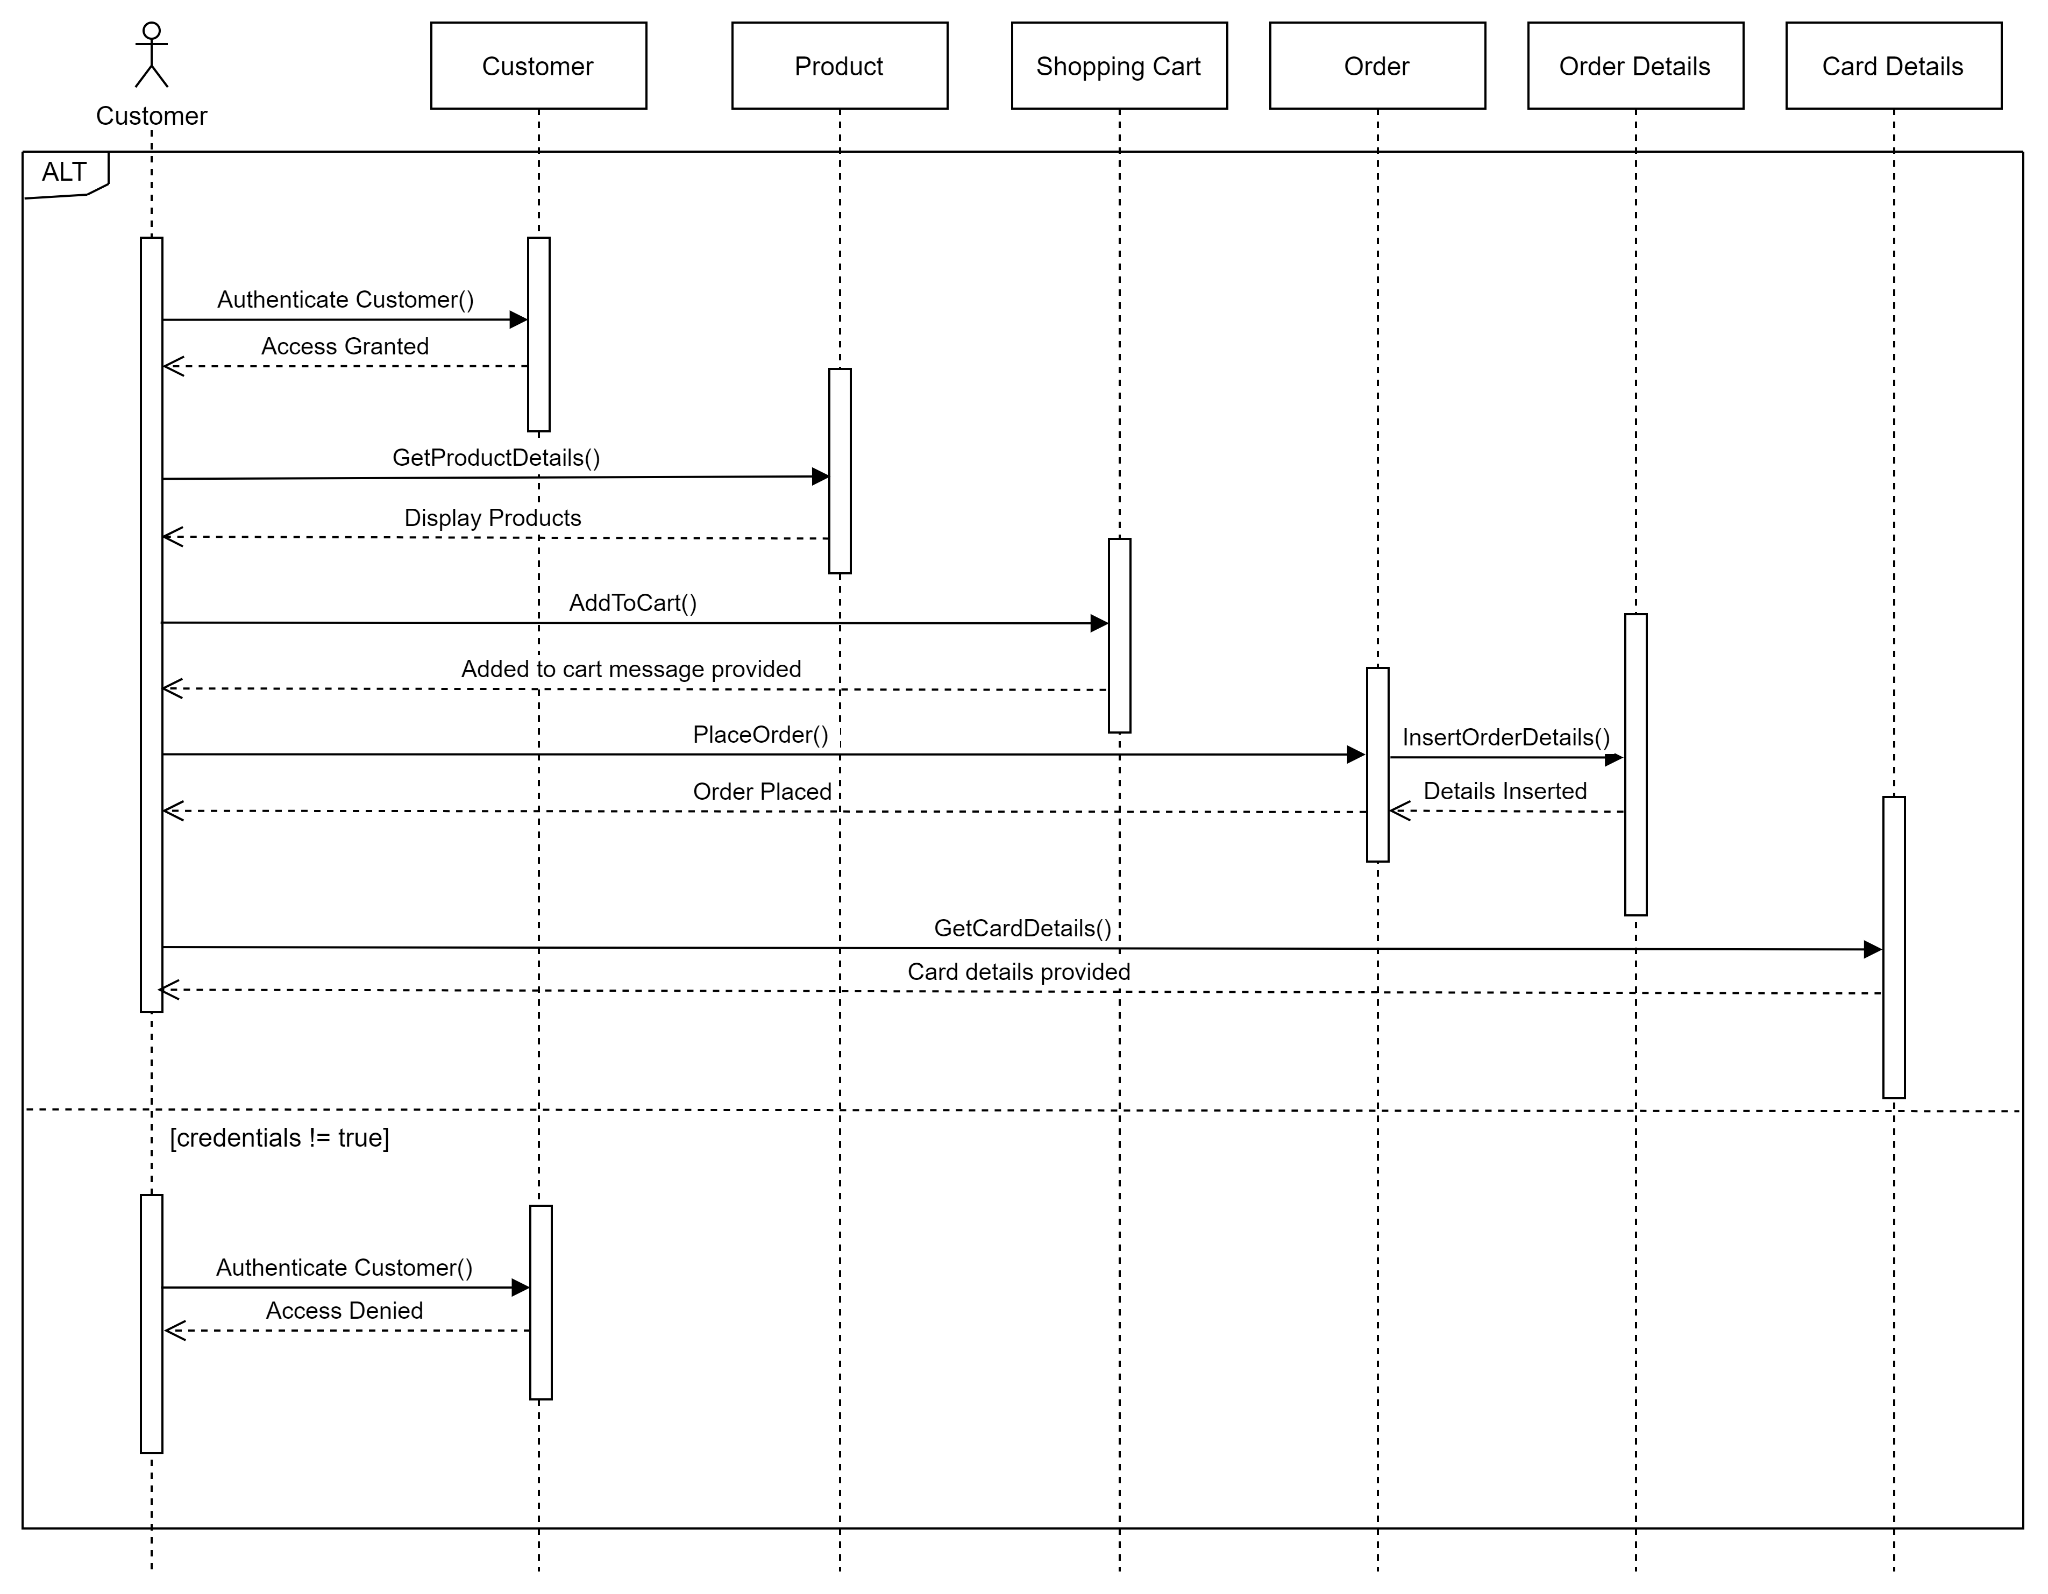 Customer
Customer
Product
Shopping Cart
Order
Order Details
Card Details
ALT
Authenticate Customer()
Access Granted
GetProductDetails()
Display Products
AddToCart()
Added to cart message provided
PlaceOrder()
InsertOrderDetails()
Order Placed
Details Inserted
GetCardDetails()
Card details provided
[credentials != true]
Authenticate Customer()
Access Denied